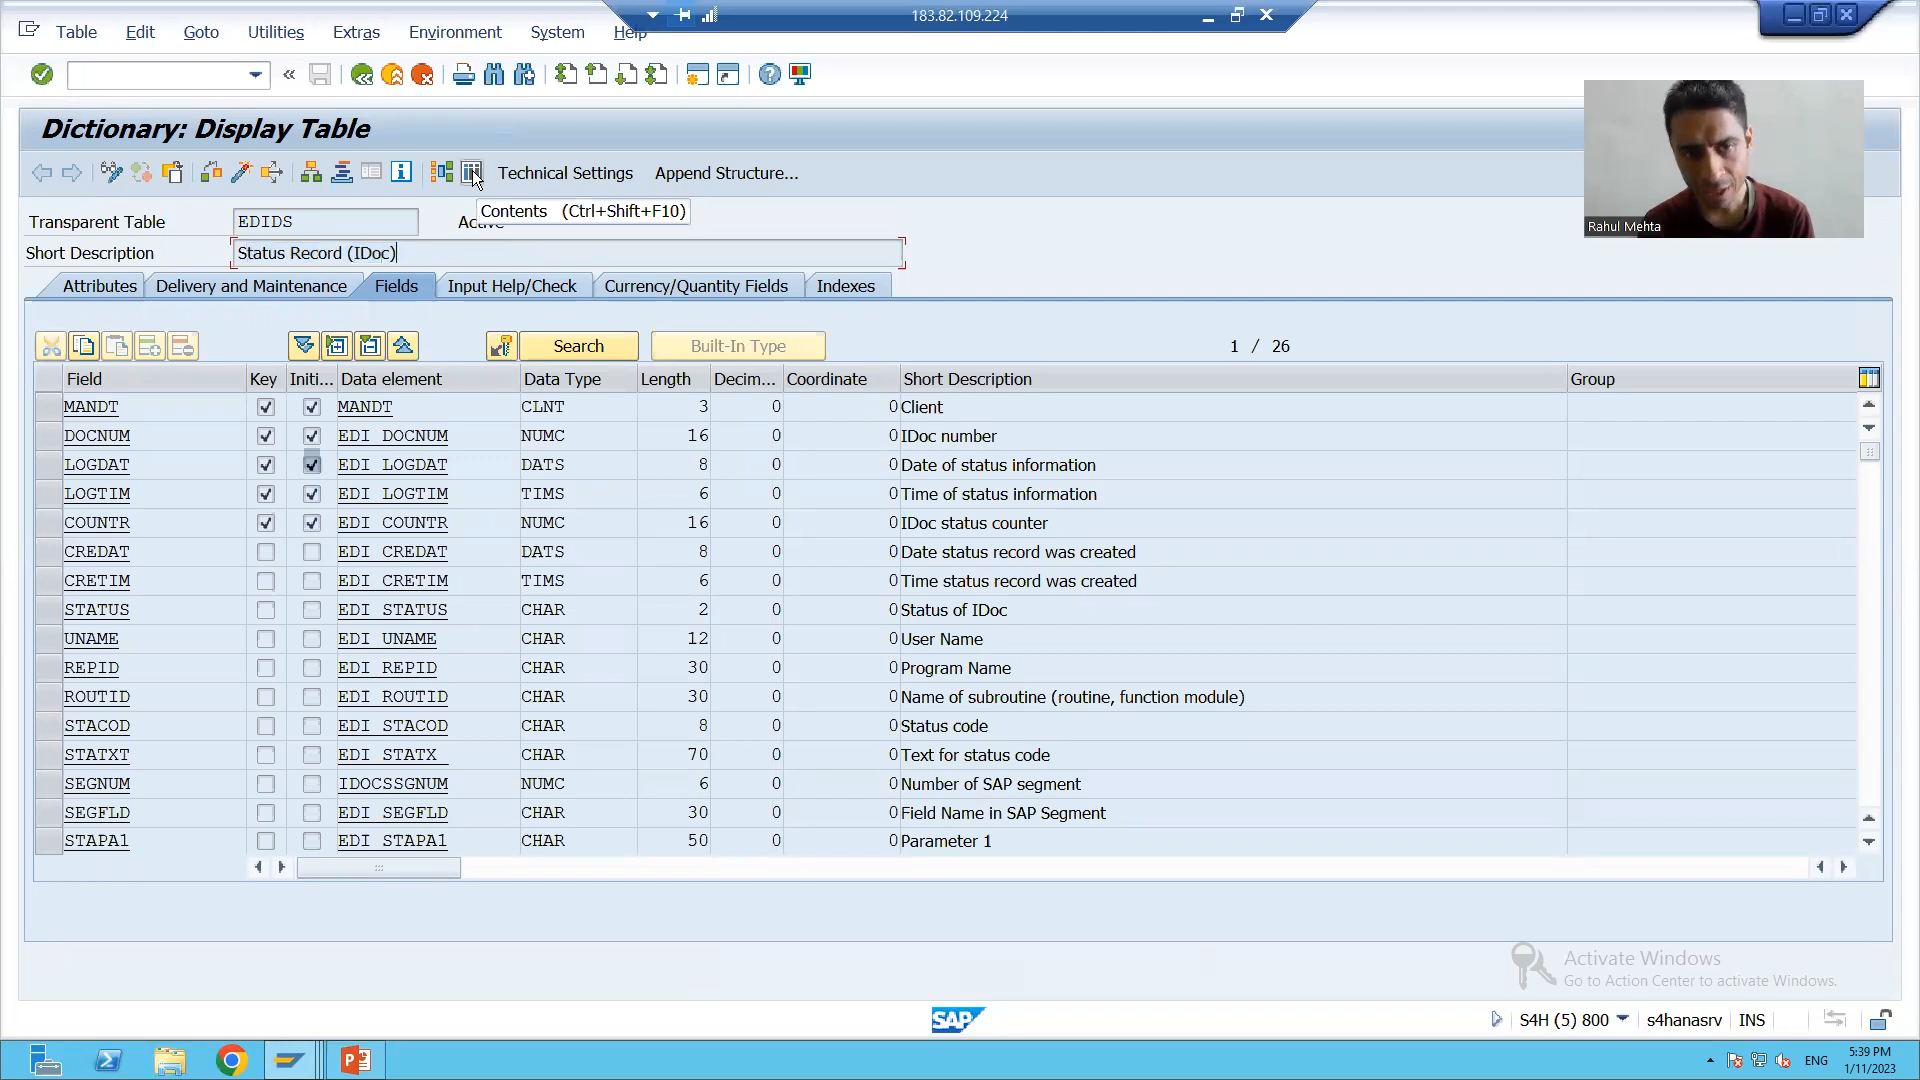 183.82.109.224
Table Edit Goto Utilities Extras Environment System Help
Dictionary: Display Table
Technical Settings Append Structure...
Contents (Ctrl+Shift+F10)
Transparent Table EDIDS Active
Short Description Status Record (IDoc)
Rahul Mehta
Attributes Delivery and Maintenance Fields Input Help/Check Currency/Quantity Fields Indexes
Search Built-In Type 1 / 26
Field Key Initi... Data element Data Type Length Decim... Coordinate Short Description Group
MANDT MANDT CLNT 3 0 0 Client
DOCNUM EDI_DOCNUM NUMC 16 0 0 IDoc number
LOGDAT EDI_LOGDAT DATS 8 0 0 Date of status information
LOGTIM EDI_LOGTIM TIMS 6 0 0 Time of status information
COUNTR EDI_COUNTR NUMC 16 0 0 IDoc status counter
CREDAT EDI_CREDAT DATS 8 0 0 Date status record was created
CRETIM EDI_CRETIM TIMS 6 0 0 Time status record was created
STATUS EDI_STATUS CHAR 2 0 0 Status of IDoc
UNAME EDI_UNAME CHAR 12 0 0 User Name
REPID EDI_REPID CHAR 30 0 0 Program Name
ROUTID EDI_ROUTID CHAR 30 0 0 Name of subroutine (routine, function module)
STACOD EDI_STACOD CHAR 8 0 0 Status code
STATXT EDI_STATX_ CHAR 70 0 0 Text for status code
SEGNUM IDOCSSGNUM NUMC 6 0 0 Number of SAP segment
SEGFLD EDI_SEGFLD CHAR 30 0 0 Field Name in SAP Segment
STAPA1 EDI_STAPA1 CHAR 50 0 0 Parameter 1
Activate Windows
Go to Action Center to activate Windows.
SAP S4H (5) 800 s4hanasrv INS
ENG 5:39 PM
1/11/2023